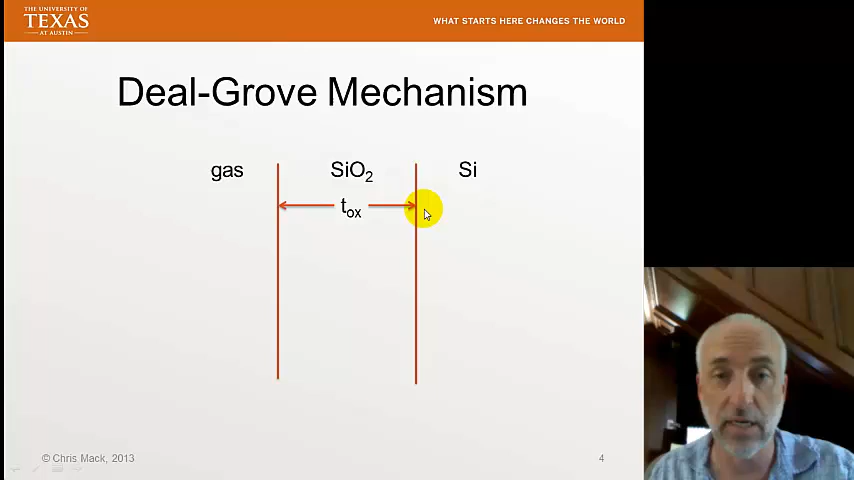 THE UNIVERSITY OF
TEXAS
AT AUSTIN
WHAT STARTS HERE CHANGES THE WORLD
Deal-Grove Mechanism
gas SiO₂ Si
tₒₓ
© Chris Mack, 2013 4